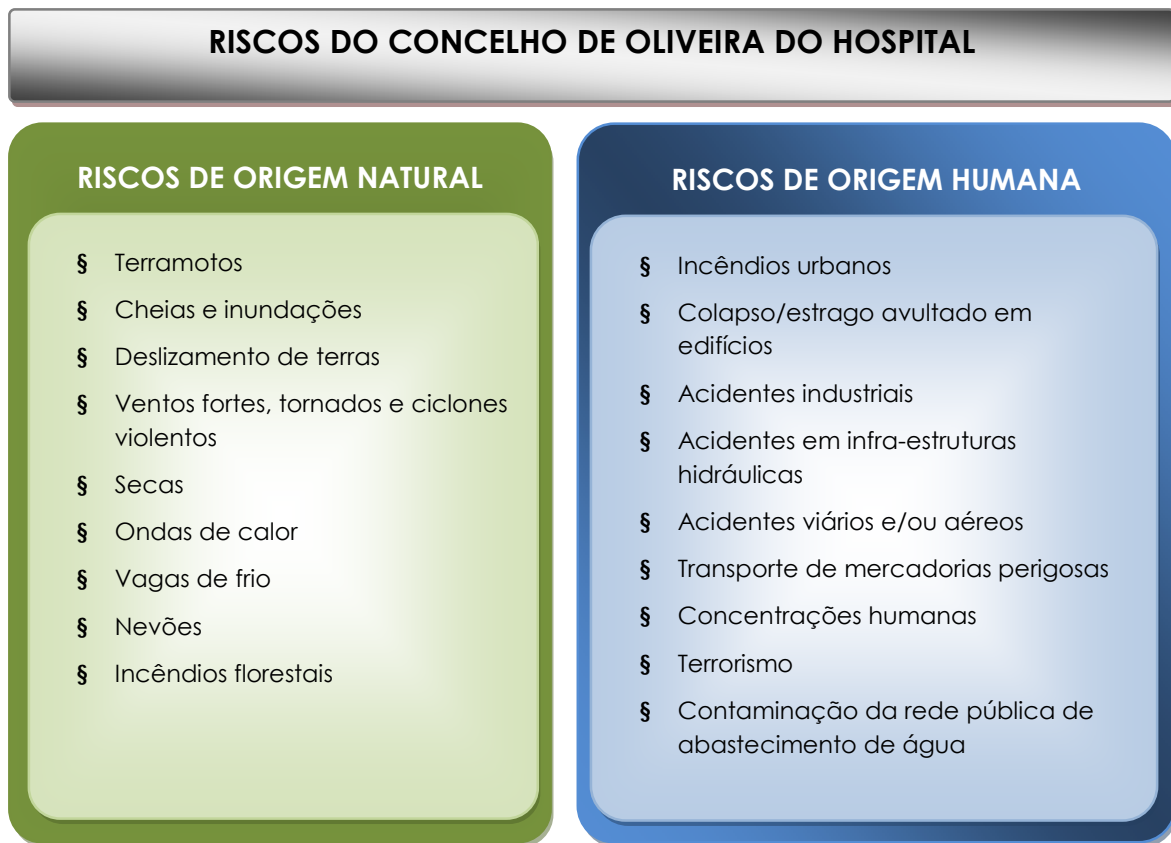 RISCOS DO CONCELHO DE OLIVEIRA DO HOSPITAL
RISCOS DE ORIGEM NATURAL
§ Terramotos
§ Cheias e inundações
§ Deslizamento de terras
§ Ventos fortes, tornados e ciclones
violentos
§ Secas
§ Ondas de calor
§ Vagas de frio
§ Nevões
§ Incêndios florestais
RISCOS DE ORIGEM HUMANA
§ Incêndios urbanos
§ Colapso/estrago avultado em
edifícios
§ Acidentes industriais
§ Acidentes em infra-estruturas
hidráulicas
§ Acidentes viários e/ou aéreos
§ Transporte de mercadorias perigosas
§ Concentrações humanas
§ Terrorismo
§ Contaminação da rede pública de
abastecimento de água